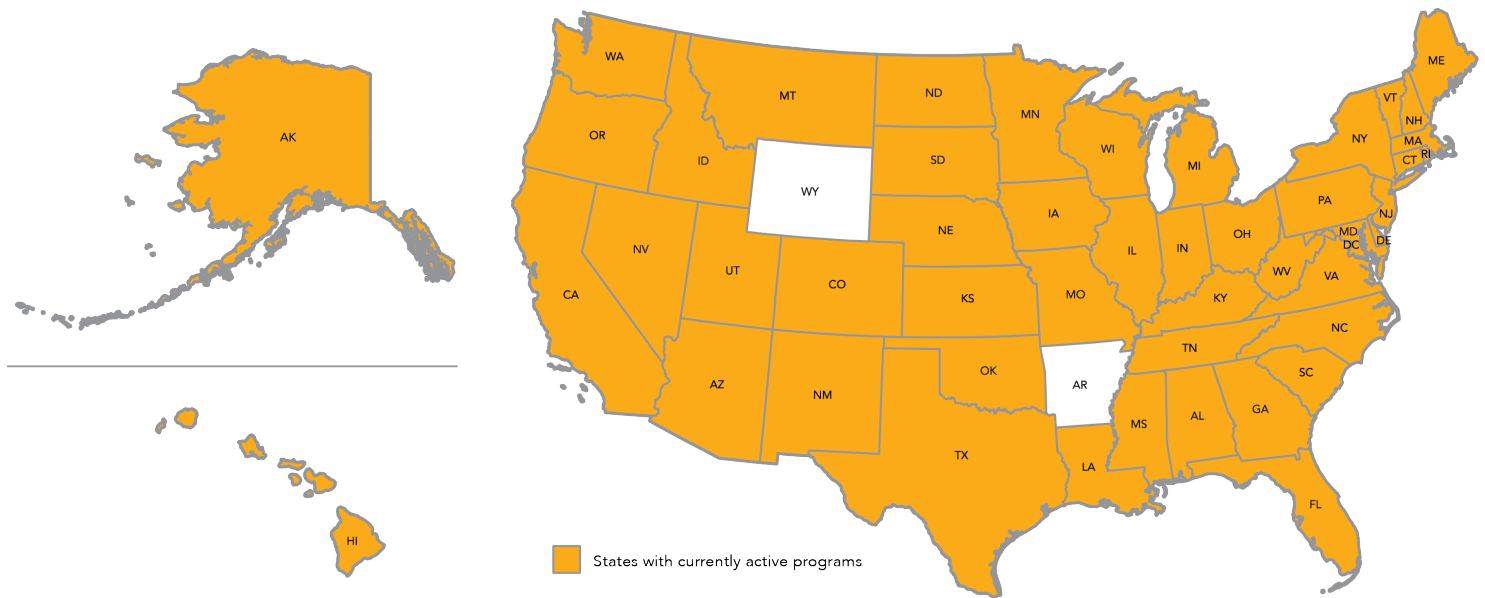 ME
WA
VT
ND
MT
NH
MN
AK
OR
NY
MA
WI
CT RI
SD
ID
MI
WY
PA
IA
NJ
NE
MD
OH
DE
DC
NV
IL
IN
UT
WV
VA
CO
CA
MO
KS
KY
NC
TN
OK
SC
AZ
AR
NM
GA
AL
MS
TX
LA
FL
HI
States with currently active programs